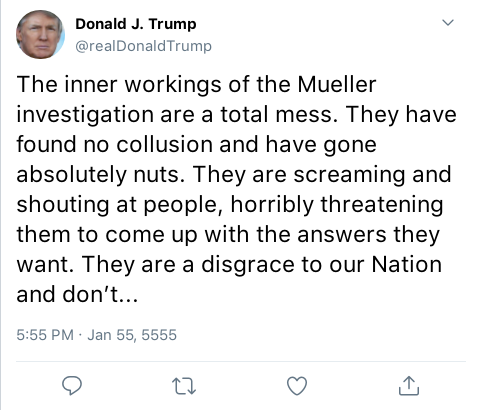 Donald J. Trump
@realDonaldTrump
The inner workings of the Mueller
investigation are a total mess. They have
found no collusion and have gone
absolutely nuts. They are screaming and
shouting at people, horribly threatening
them to come up with the answers they
want. They are a disgrace to our Nation
and don’t...
5:55 PM · Jan 55, 5555